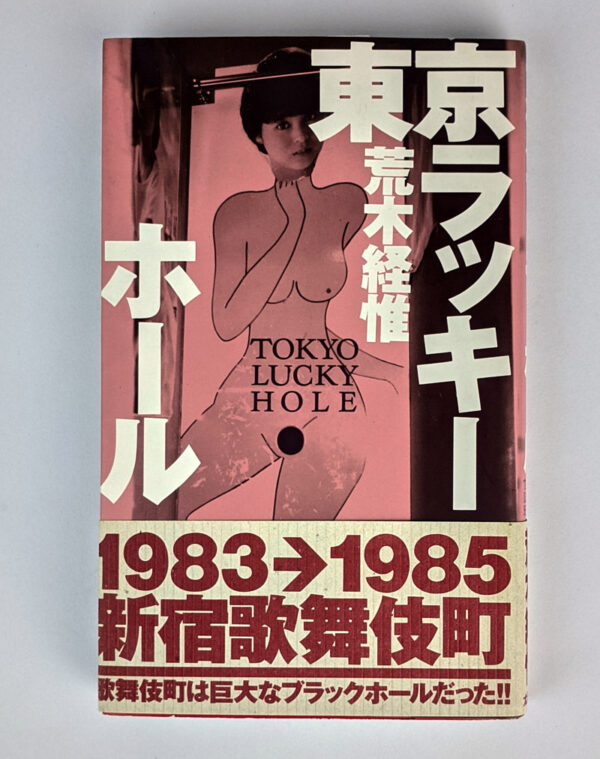 東京ラッキーホール
荒木経惟
TOKYO
LUCKY
HOLE
1983→1985
新宿歌舞伎町
歌舞伎町は巨大なブラックホールだった!!